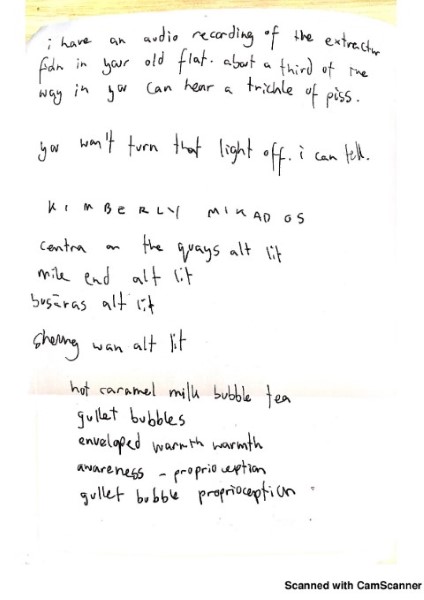 i have an audio recording of the extractor
fan in your old flat. about a third of the
way in you can hear a trickle of piss.
you won't turn that light off. i can tell.
KIMBERLY MIKADOS
centra on the quays alt lit
mile end alt lit
busáras alt lit
sheung wan alt lit
hot caramel milk bubble tea
gullet bubbles
enveloped warmth warmth
awareness - proprioception
gullet bubble proprioception
Scanned with CamScanner